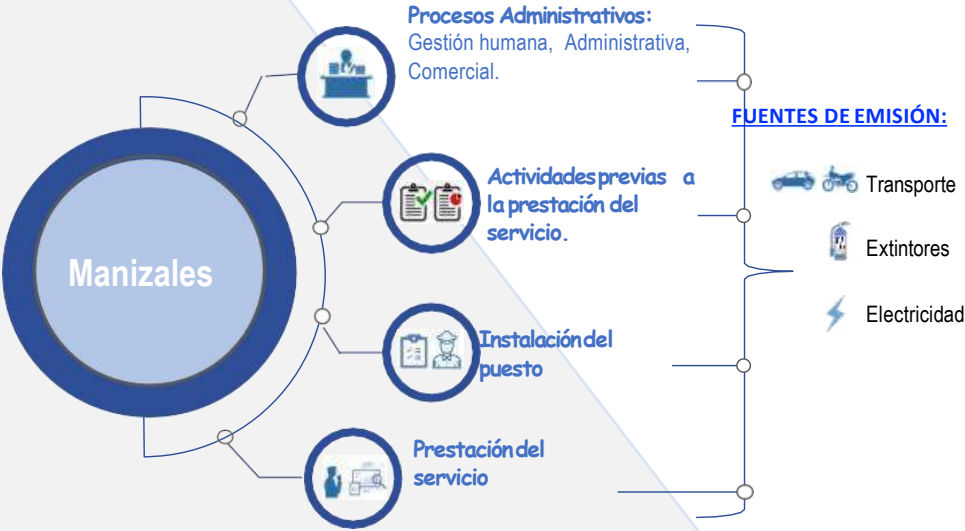 Procesos Administrativos:
Gestión humana, Administrativa,
Comercial.
FUENTES DE EMISIÓN:
Actividades previas a
la prestación del
servicio.
Transporte
Extintores
Manizales
Electricidad
Instalación del
puesto
Prestación del
servicio